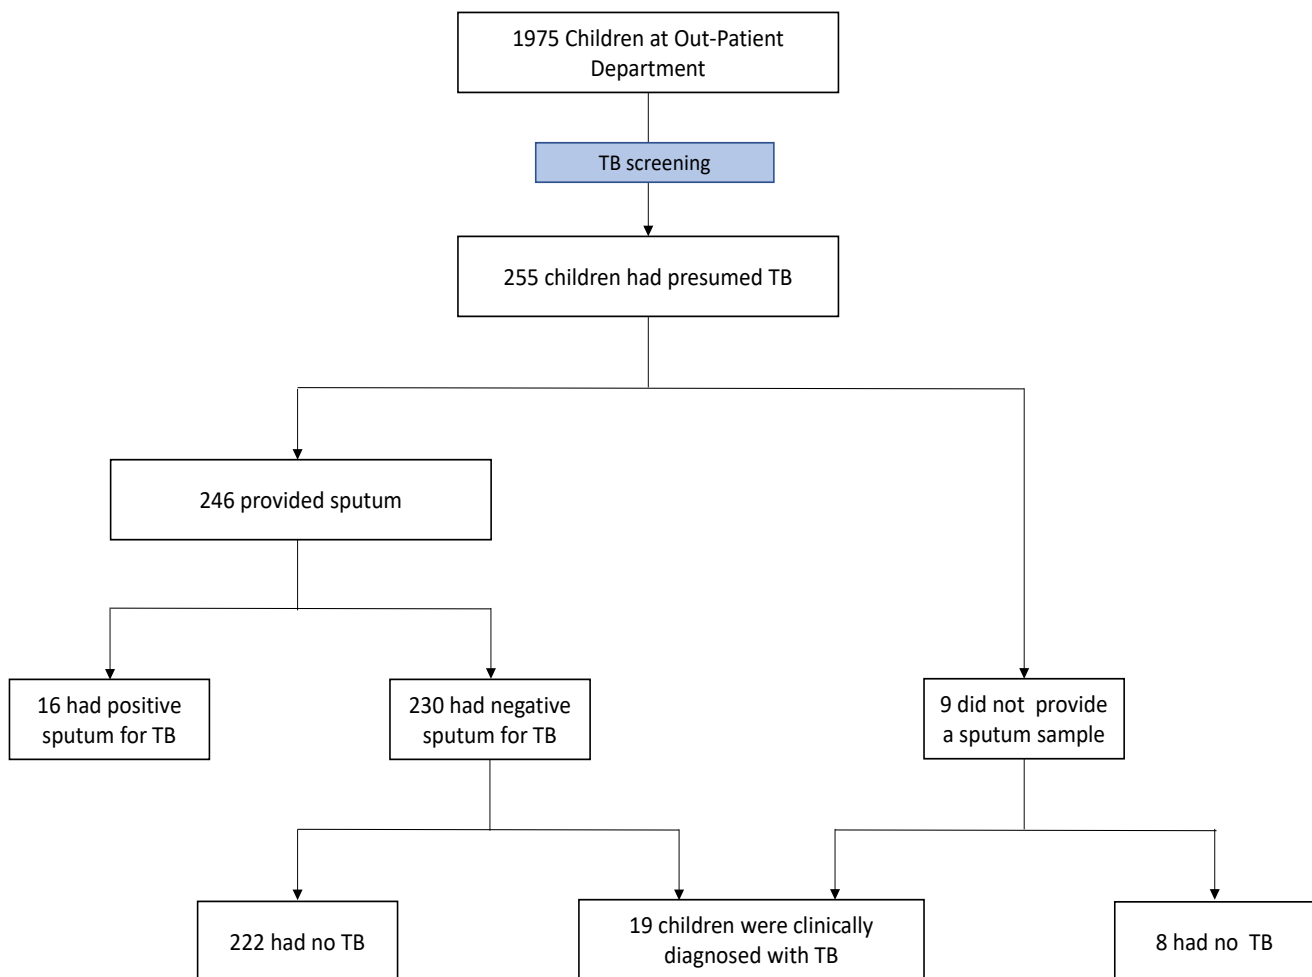 1975 Children at Out-Patient
Department
TB screening
255 children had presumed TB
246 provided sputum
16 had positive
sputum for TB
230 had negative
sputum for TB
9 did not provide
a sputum sample
222 had no TB
19 children were clinically
diagnosed with TB
8 had no TB